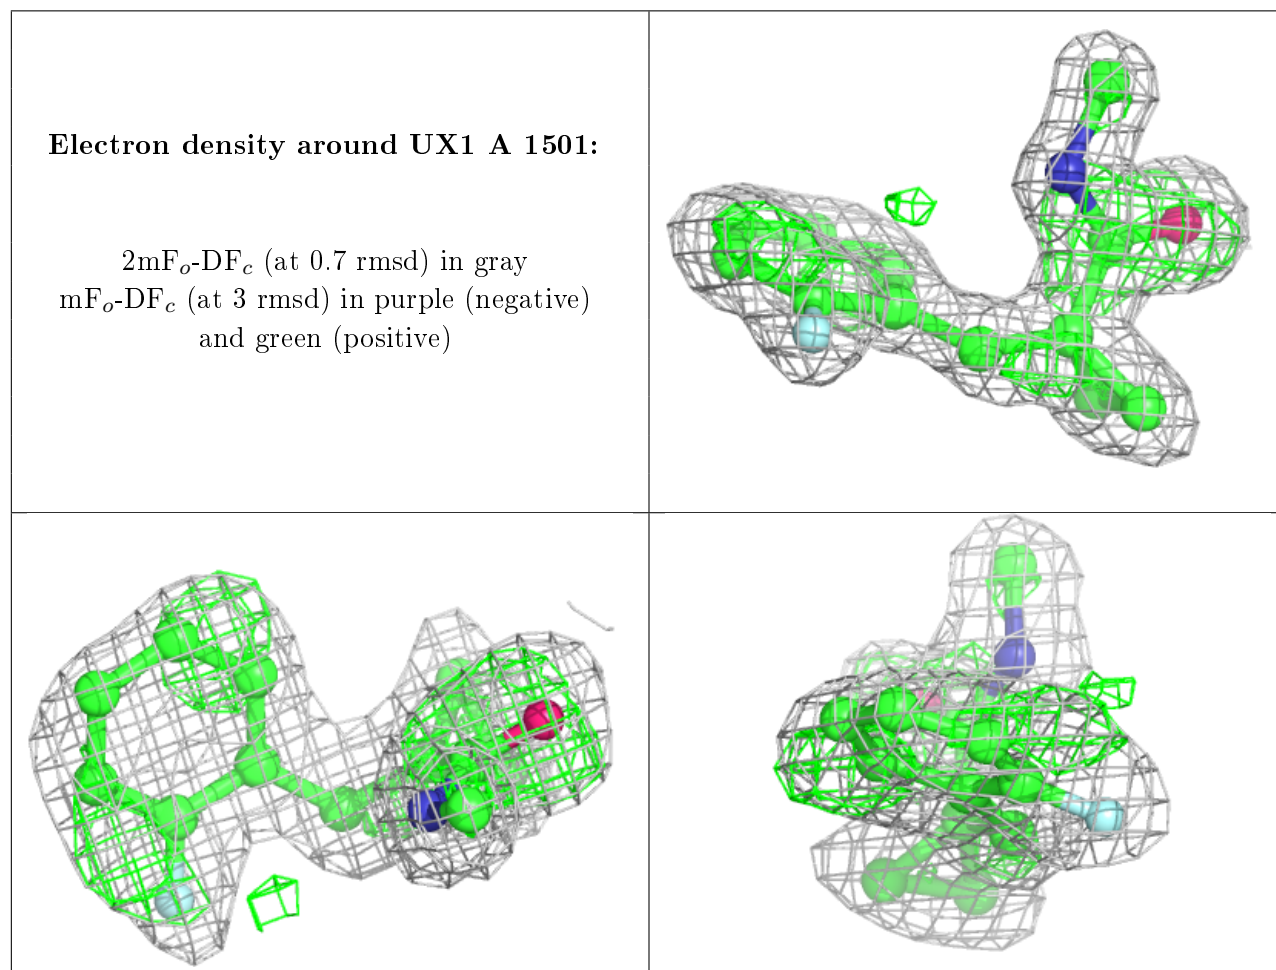 Electron density around UX1 A 1501:
2mFo-DFc (at 0.7 rmsd) in gray
mFo-DFc (at 3 rmsd) in purple (negative)
and green (positive)